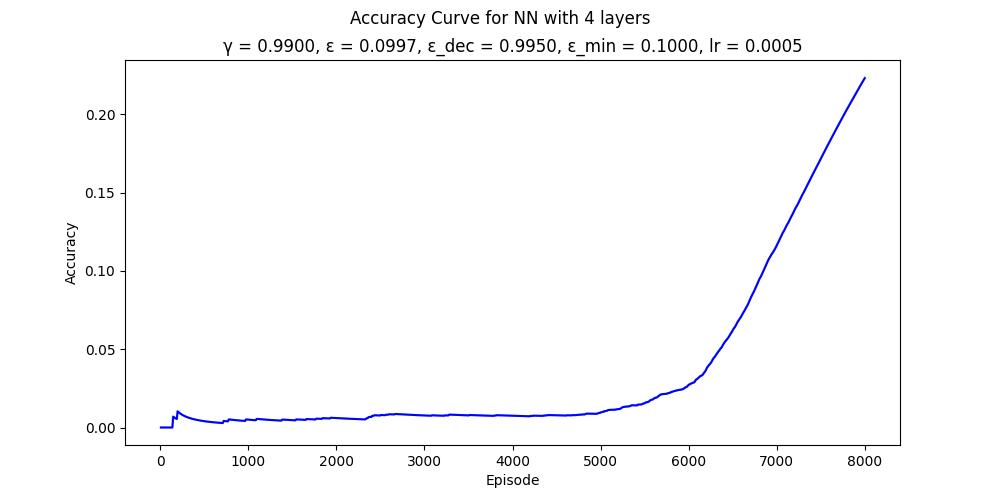 Accuracy Curve for NN with 4 layers
γ = 0.9900, ε = 0.0997, ε_dec = 0.9950, ε_min = 0.1000, lr = 0.0005
0.20
0.15
0.10
0.05
0.00
Accuracy
0 1000 2000 3000 4000 5000 6000 7000 8000
Episode